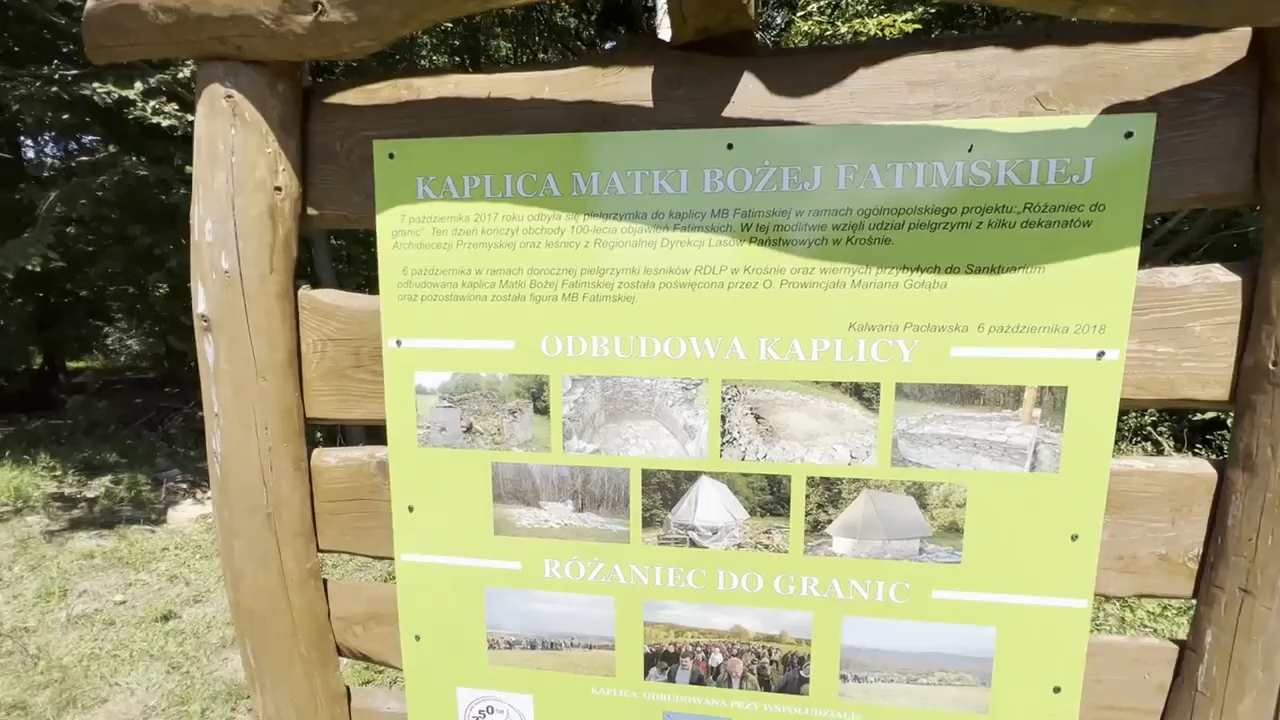 KAPLICA MATKI BOŻEJ FATIMSKIEJ
7 października 2017 roku odbyła się pielgrzymka do kaplicy MB Fatimskiej w ramach ogólnopolskiego projektu:„Różaniec do
granic”. Ten dzień kończył obchody 100-lecia objawień Fatimskich. W tej modlitwie wzięli udział pielgrzymi z kilku dekanatów
Archidiecezji Przemyskiej oraz leśnicy z Regionalnej Dyrekcji Lasów Państwowych w Krośnie.
6 października w ramach dorocznej pielgrzymki leśników RDLP w Krośnie oraz wiernych przybyłych do Sanktuarium
odbudowana kaplica Matki Bożej Fatimskiej została poświęcona przez O. Prowincjała Mariana Gołąba
oraz pozostawiona została figura MB Fatimskiej.
Kalwaria Pacławska 6 października 2018
ODBUDOWA KAPLICY
RÓŻANIEC DO GRANIC
KAPLICA ODBUDOWANA PRZY WSPÓŁUDZIALE:
350 lat